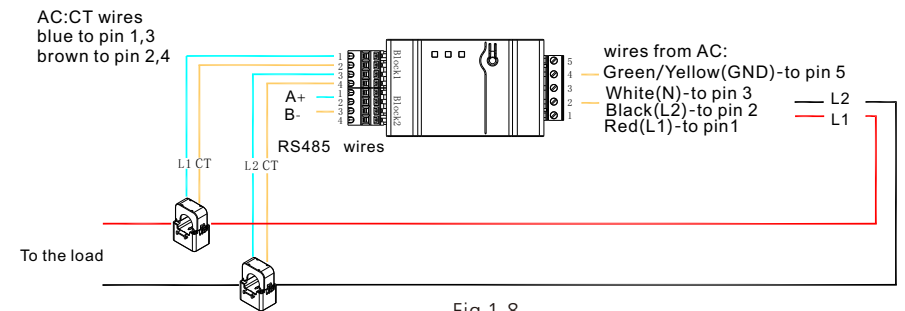 AC:CT wires
blue to pin 1,3
brown to pin 2,4
1
2
3
4
1
2
3
4
Block1
Block2
A+
B-
RS485 wires
5
4
3
2
1
wires from AC:
Green/Yellow(GND)-to pin 5
White(N)-to pin 3
Black(L2)-to pin 2
Red(L1)-to pin1
L2
L1
L1 CT
L2 CT
To the load
Fig 1.8